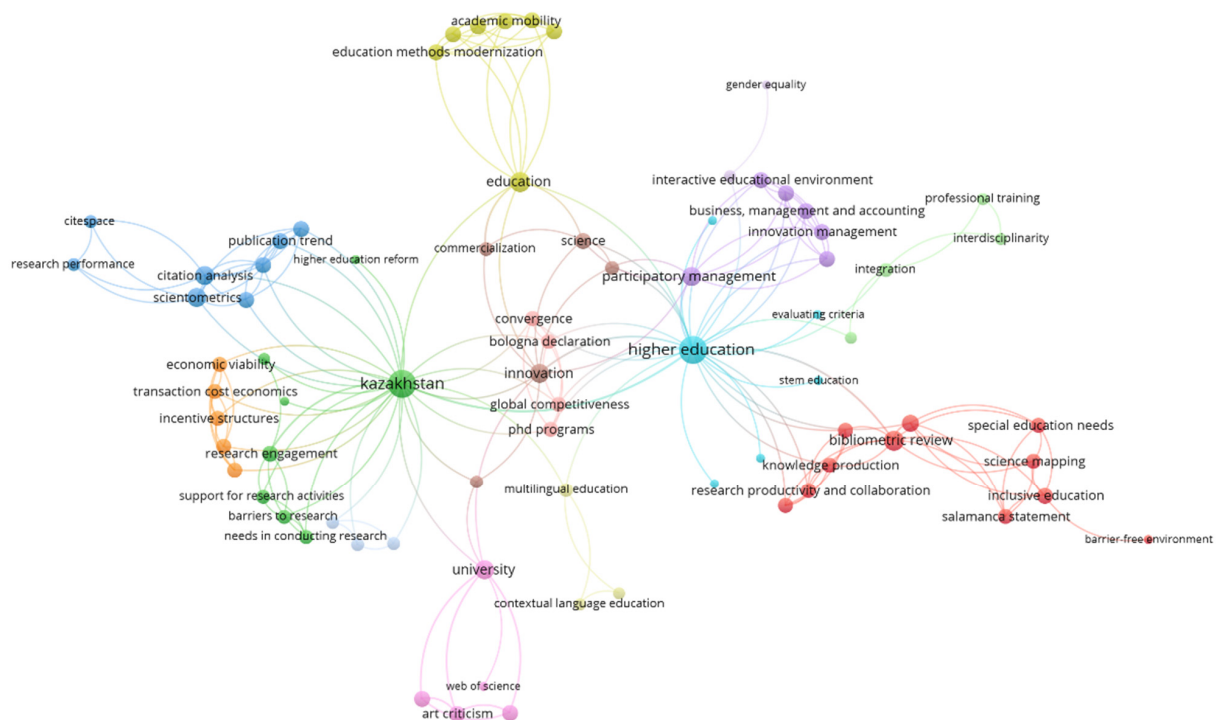 academic mobility
education methods modernization
gender equality
education
interactive educational environment
professional training
citespace
business, management and accounting
publication trend
commercialization
science
innovation management
interdisciplinarity
research performance
higher education reform
citation analysis
participatory management
integration
scientometrics
convergence
evaluating criteria
bologna declaration
higher education
economic viability
innovation
kazakhstan
stem education
transaction cost economics
global competitiveness
incentive structures
phd programs
special education needs
bibliometric review
research engagement
knowledge production
science mapping
support for research activities
multilingual education
research productivity and collaboration
inclusive education
barriers to research
salamanca statement
needs in conducting research
barrier-free environment
university
contextual language education
web of science
art criticism